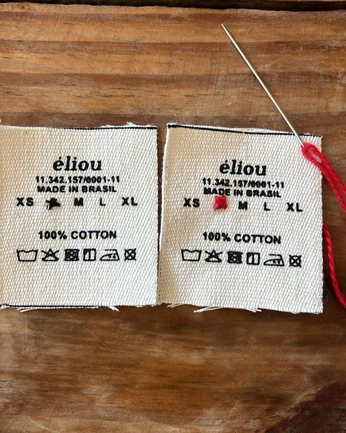 éliou
11.342.157/0001-11
MADE IN BRASIL
XS M L XL
100% COTTON
éliou
11.342.157/0001-11
MADE IN BRASIL
XS M L XL
100% COTTON